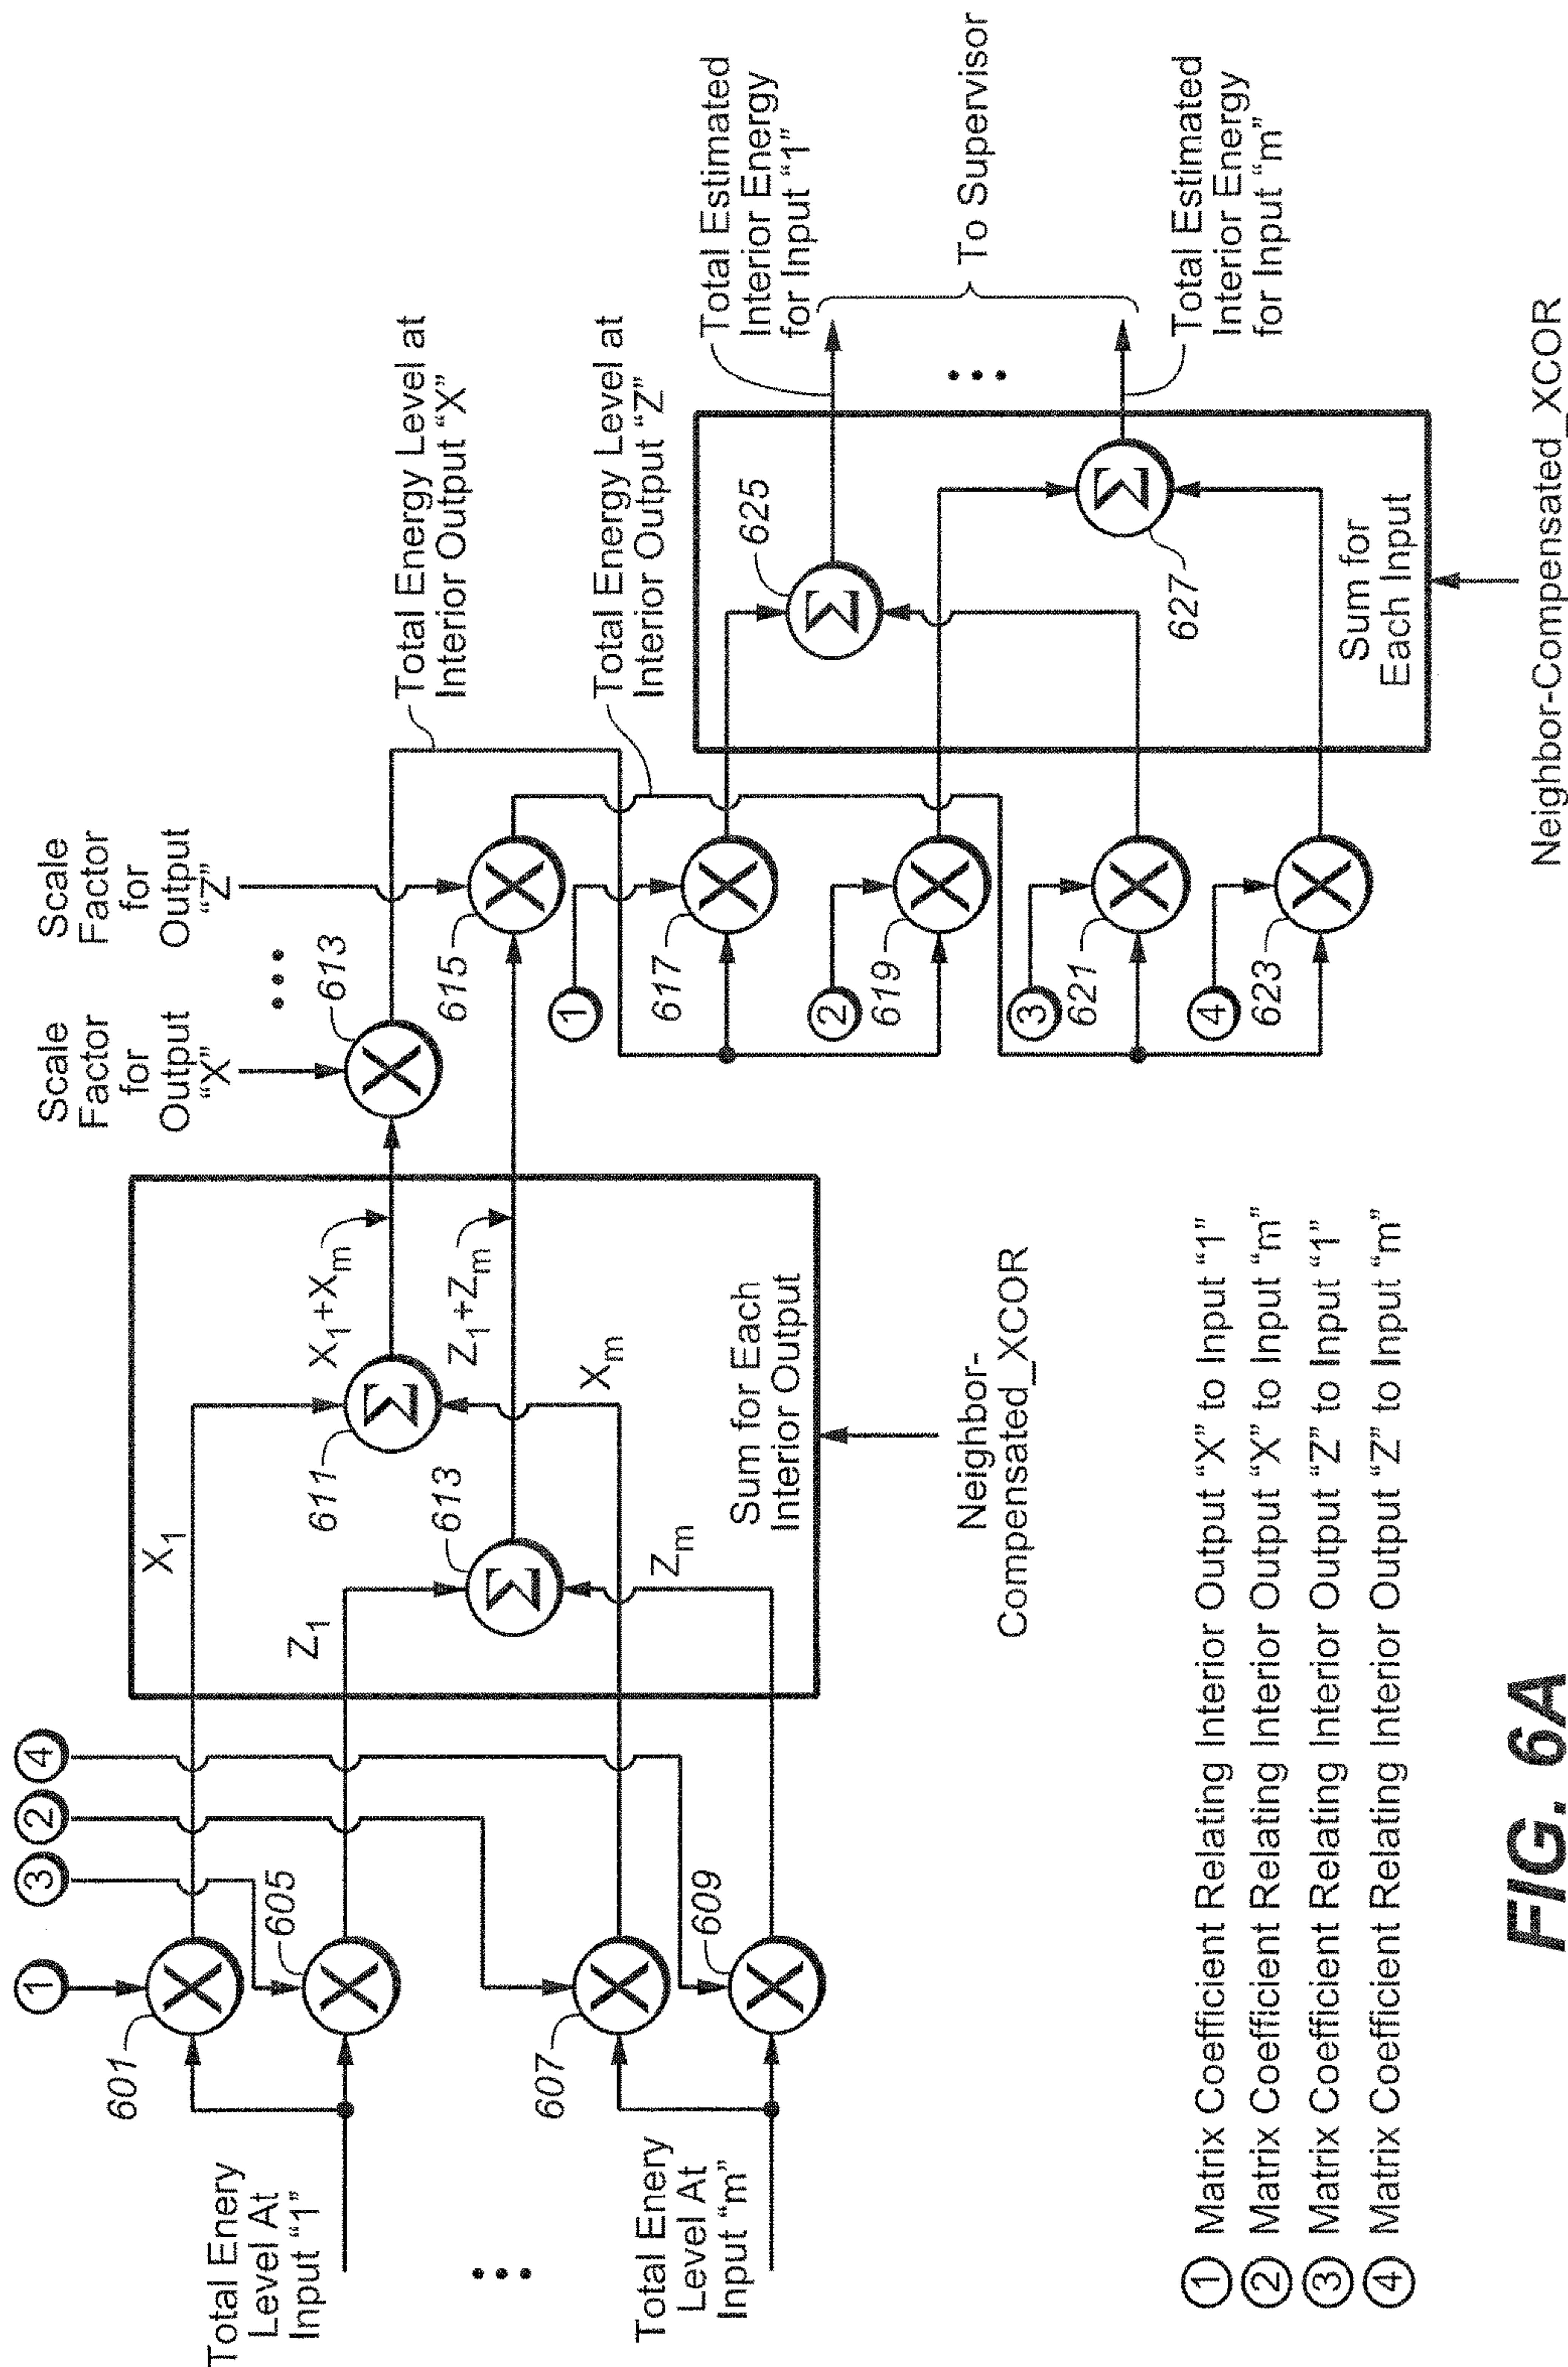 Total Enery
Level At
Input “1”
Total Enery
Level At
Input “m”
1
3
2
4
601
605
607
609
X1
Z1
Xm
Zm
611
613
X1+Xm
Z1+Zm
Sum for Each
Interior Output
Neighbor-
Compensated_XCOR
Scale
Factor
for
Output
“X”
Scale
Factor
for
Output
“Z”
613
615
Total Energy Level at
Interior Output “X”
Total Energy Level at
Interior Output “Z”
1
617
2
619
3
621
4
623
625
627
Sum for
Each Input
Neighbor-Compensated_XCOR
Total Estimated
Interior Energy
for Input “1”
To Supervisor
Total Estimated
Interior Energy
for Input “m”
1 Matrix Coefficient Relating Interior Output “X” to Input “1”
2 Matrix Coefficient Relating Interior Output “X” to Input “m”
3 Matrix Coefficient Relating Interior Output “Z” to Input “1”
4 Matrix Coefficient Relating Interior Output “Z” to Input “m”
FIG. 6A